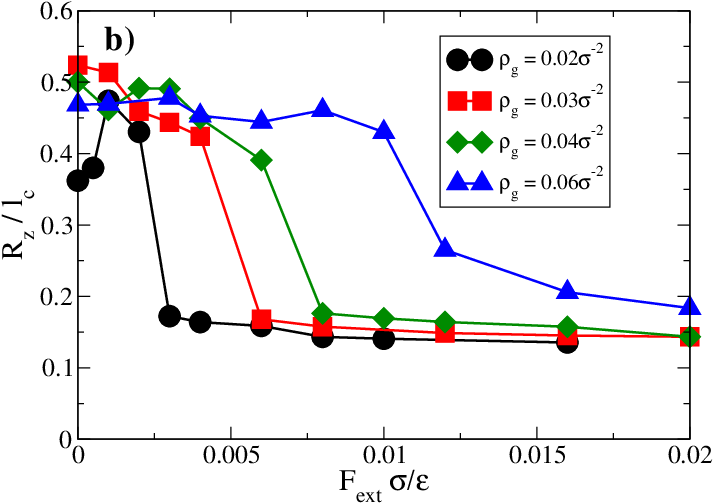 b)
0.6
0.5
0.4
0.3
0.2
0.1
0
R_z / l_c
ρ_g = 0.02σ^-2
ρ_g = 0.03σ^-2
ρ_g = 0.04σ^-2
ρ_g = 0.06σ^-2
0 0.005 0.01 0.015 0.02
F_ext σ/ε